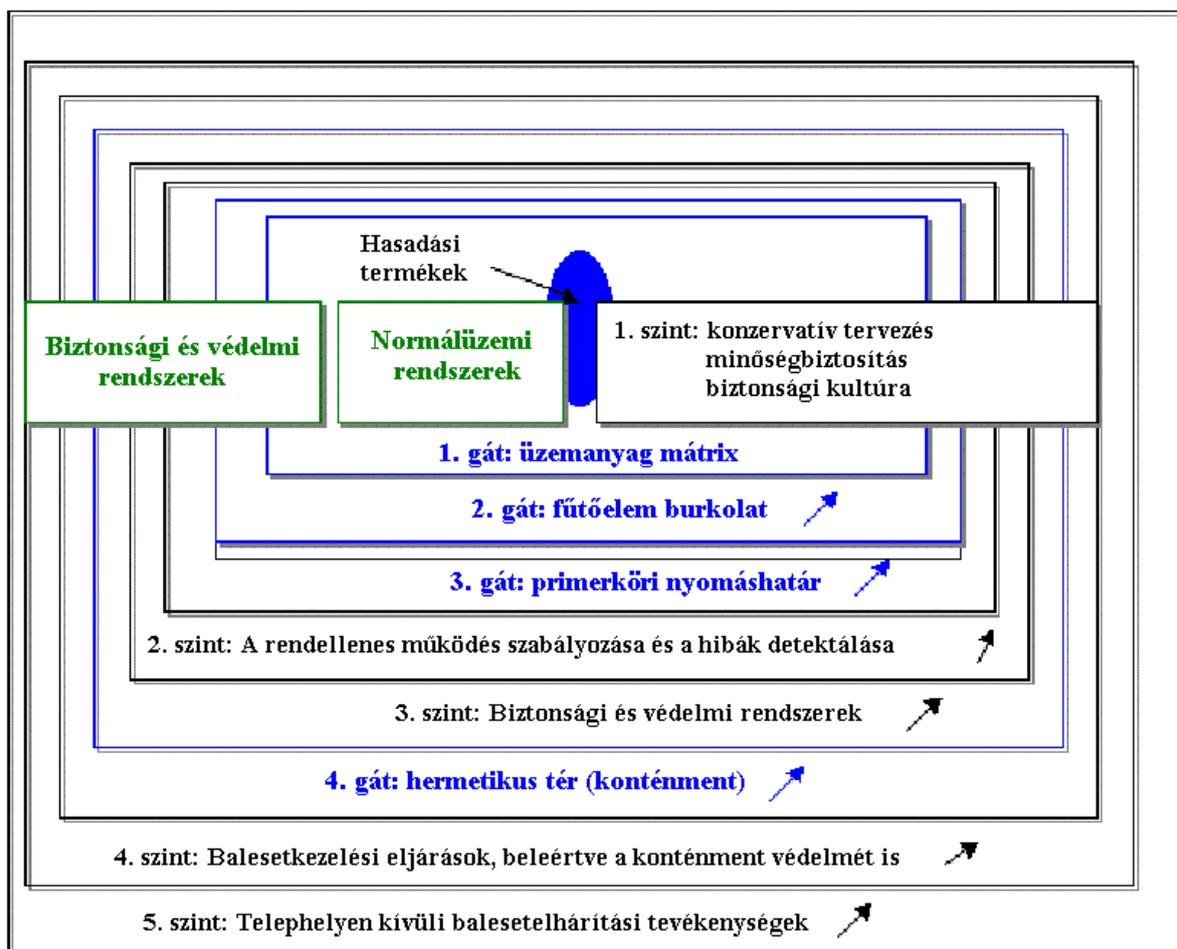 Hasadási
termékek
Biztonsági és védelmi
rendszerek
Normálüzemi
rendszerek
1. szint: konzervatív tervezés
minőségbiztosítás
biztonsági kultúra
1. gát: üzemanyag mátrix
2. gát: fűtőelem burkolat
3. gát: primerköri nyomáshatár
2. szint: A rendellenes működés szabályozása és a hibák detektálása
3. szint: Biztonsági és védelmi rendszerek
4. gát: hermetikus tér (konténment)
4. szint: Balesetkezelési eljárások, beleértve a konténment védelmét is
5. szint: Telephelyen kívüli balesetelhárítási tevékenységek